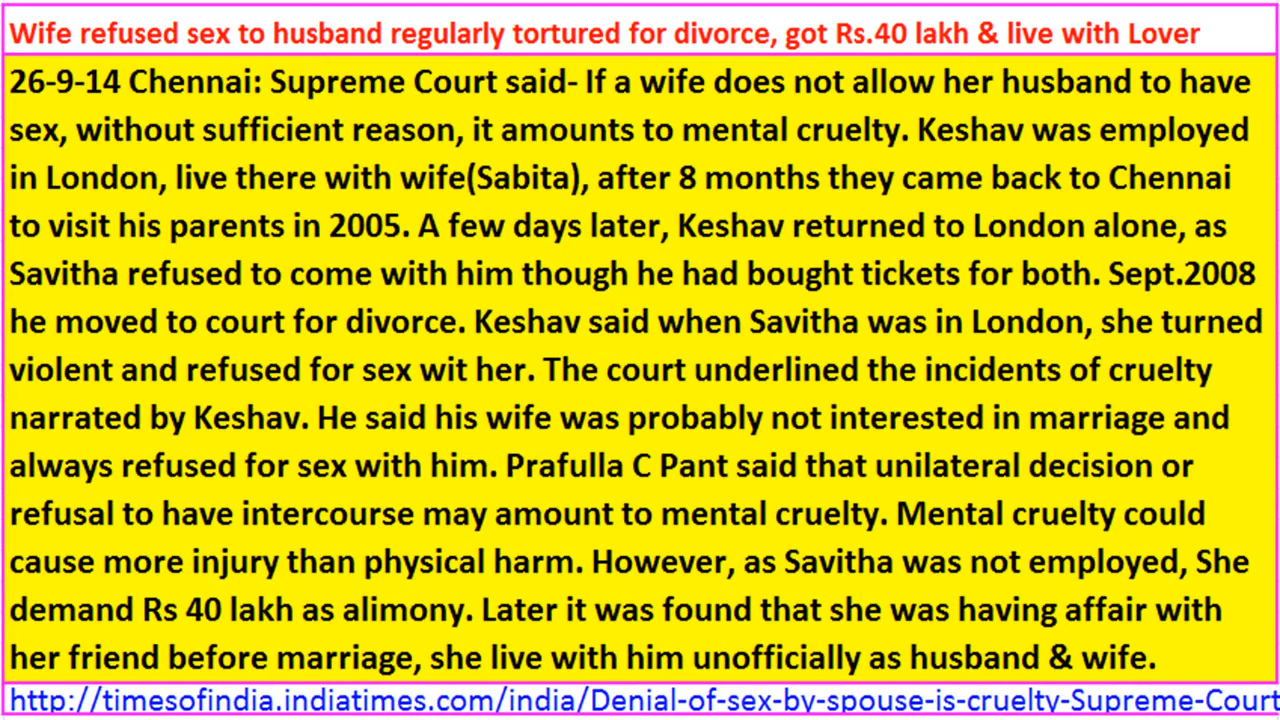 Wife refused sex to husband regularly tortured for divorce, got Rs.40 lakh & live with Lover
26-9-14 Chennai: Supreme Court said- If a wife does not allow her husband to have
sex, without sufficient reason, it amounts to mental cruelty. Keshav was employed
in London, live there with wife(Sabita), after 8 months they came back to Chennai
to visit his parents in 2005. A few days later, Keshav returned to London alone, as
Savitha refused to come with him though he had bought tickets for both. Sept.2008
he moved to court for divorce. Keshav said when Savitha was in London, she turned
violent and refused for sex wit her. The court underlined the incidents of cruelty
narrated by Keshav. He said his wife was probably not interested in marriage and
always refused for sex with him. Prafulla C Pant said that unilateral decision or
refusal to have intercourse may amount to mental cruelty. Mental cruelty could
cause more injury than physical harm. However, as Savitha was not employed, She
demand Rs 40 lakh as alimony. Later it was found that she was having affair with
her friend before marriage, she live with him unofficially as husband & wife.
http://timesofindia.indiatimes.com/india/Denial-of-sex-by-spouse-is-cruelty-Supreme-Court